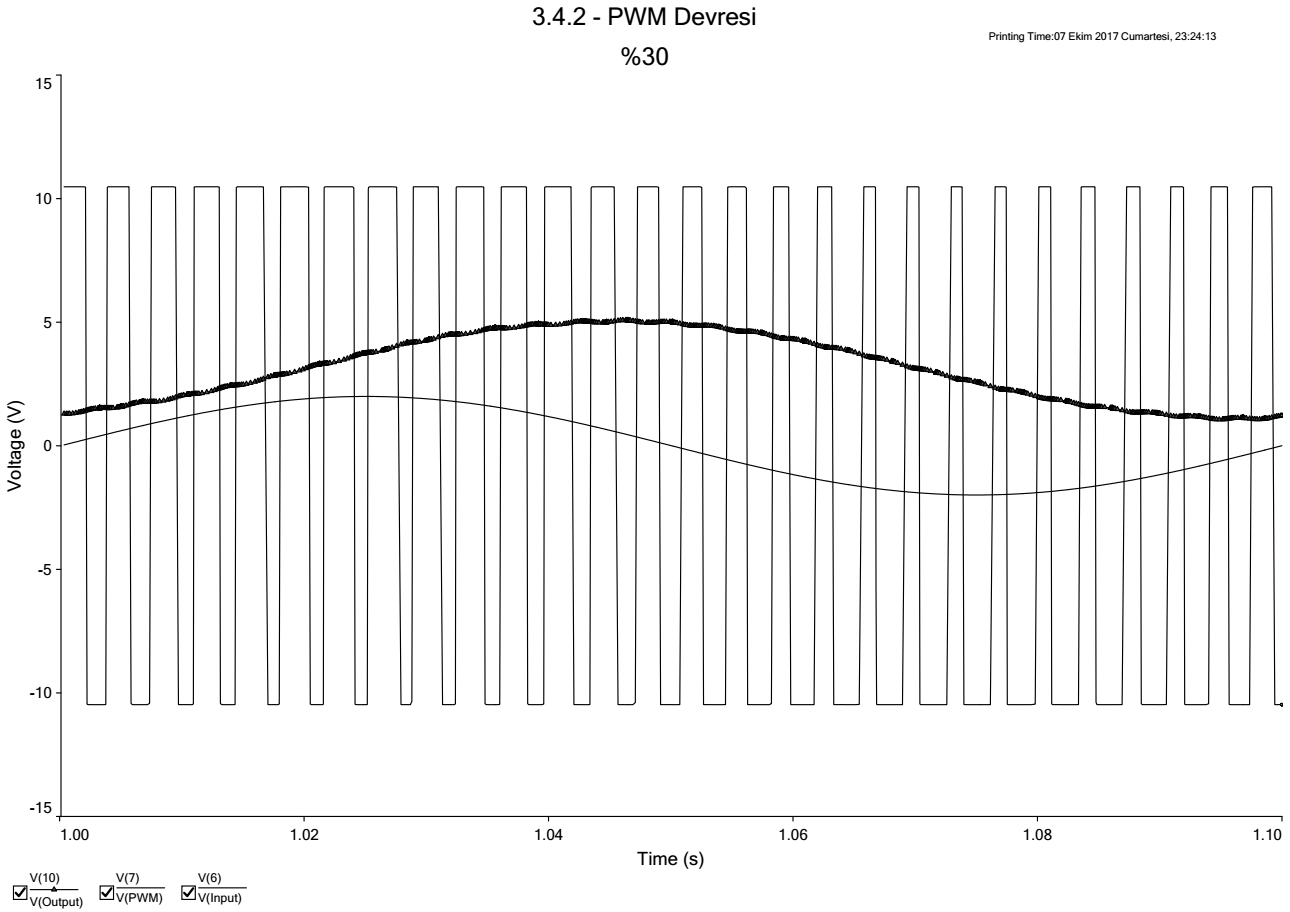 3.4.2 - PWM Devresi
Printing Time:07 Ekim 2017 Cumartesi, 23:24:13
%30
15
10
5
0
-5
-10
-15
Voltage (V)
1.00 1.02 1.04 1.06 1.08 1.10
Time (s)
V(10) V(7) V(6)
V(Output) V(PWM) V(Input)